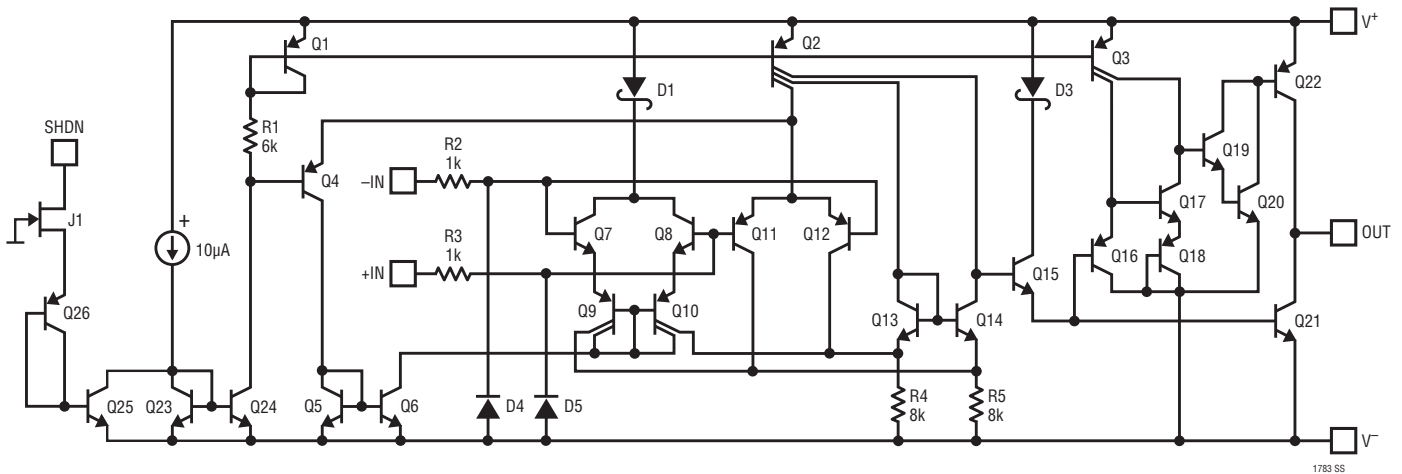 V+
Q1
Q2
Q3
Q22
D1
D3
SHDN
R1
6k
R2
1k
Q19
Q4
–IN
J1
+
10µA
Q7
Q8
Q11
Q12
Q17
Q20
R3
1k
OUT
+IN
Q16
Q18
Q15
Q26
Q9
Q10
Q13
Q14
Q21
Q25
Q23
Q24
Q5
Q6
D4
D5
R4
8k
R5
8k
V–
1783 SS